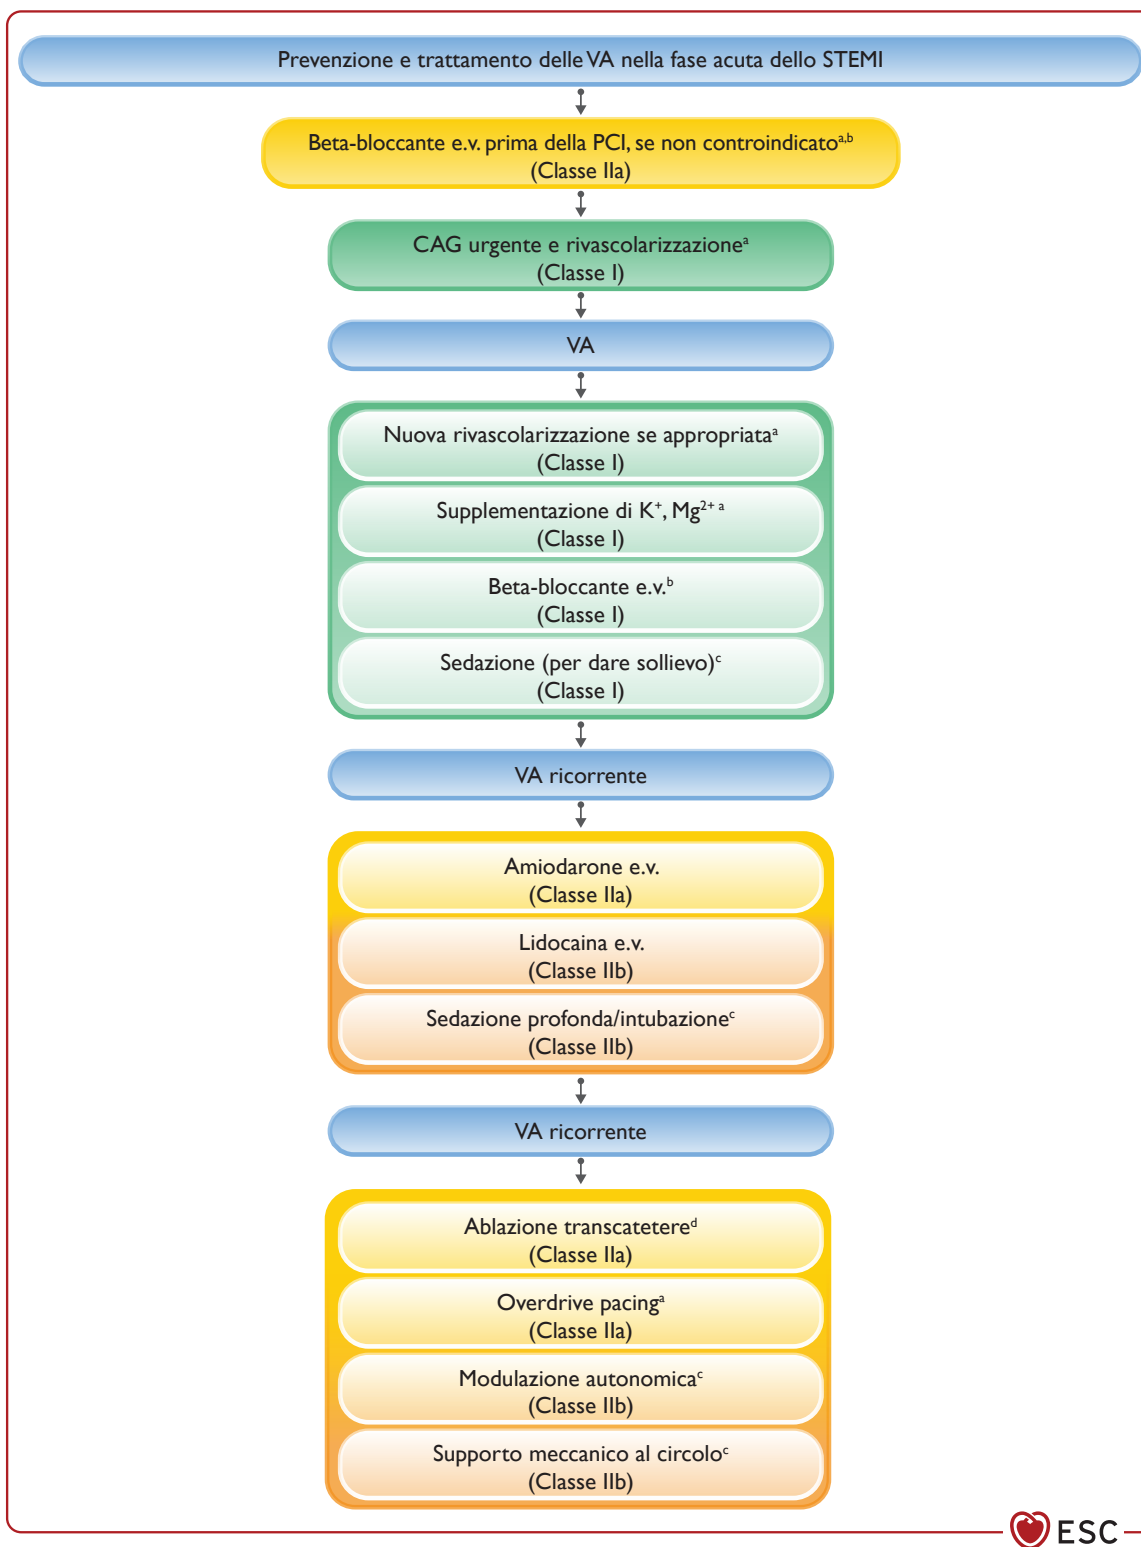 Prevenzione e trattamento delle VA nella fase acuta dello STEMI
Beta-bloccante e.v. prima della PCI, se non controindicatoᵃ,ᵇ
(Classe IIa)
CAG urgente e rivascolarizzazioneᵃ
(Classe I)
VA
Nuova rivascolarizzazione se appropriataᵃ
(Classe I)
Supplementazione di K⁺, Mg²⁺ ᵃ
(Classe I)
Beta-bloccante e.v.ᵇ
(Classe I)
Sedazione (per dare sollievo)ᶜ
(Classe I)
VA ricorrente
Amiodarone e.v.
(Classe IIa)
Lidocaina e.v.
(Classe IIb)
Sedazione profonda/intubazioneᶜ
(Classe IIb)
VA ricorrente
Ablazione transcatetereᵈ
(Classe IIa)
Overdrive pacingᵃ
(Classe IIa)
Modulazione autonomicaᶜ
(Classe IIb)
Supporto meccanico al circoloᶜ
(Classe IIb)
ESC